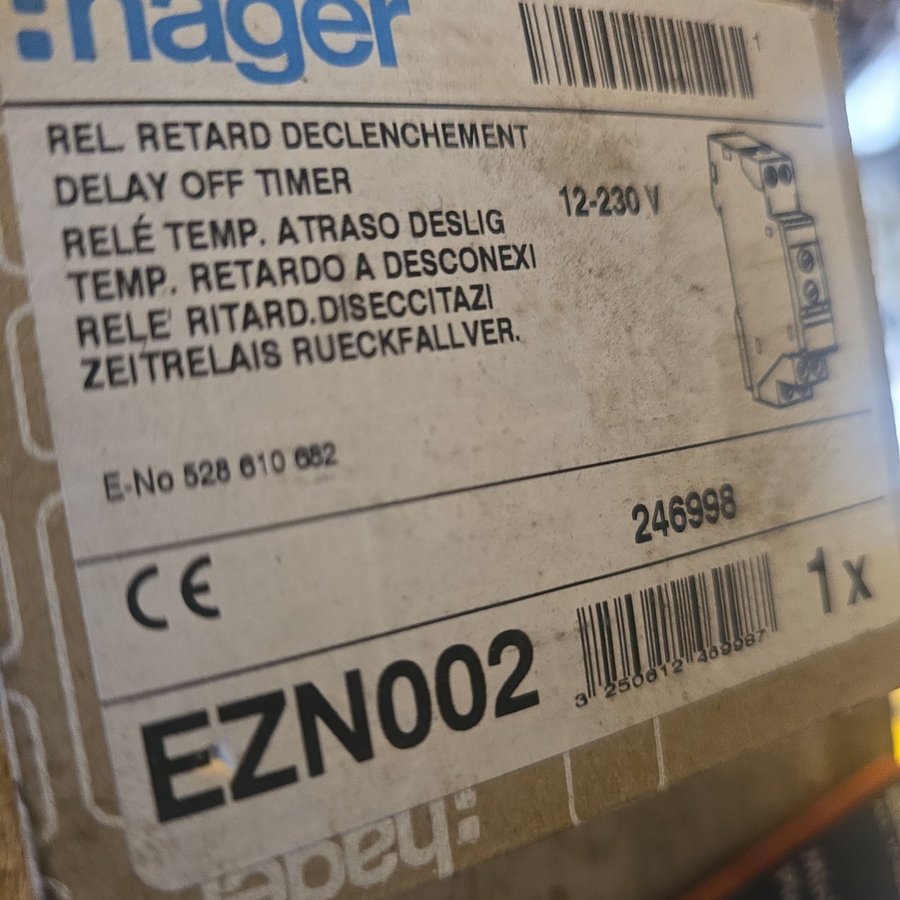 :hager
1
REL. RETARD DECLENCHEMENT
DELAY OFF TIMER
12-230 V
RELÉ TEMP. ATRASO DESLIG
TEMP. RETARDO A DESCONEXI
RELE' RITARD.DISECCITAZI
ZEITRELAIS RUECKFALLVER.
E-No 528 610 682
246998
CE
1x
EZN002
3 250612 469987
:hager